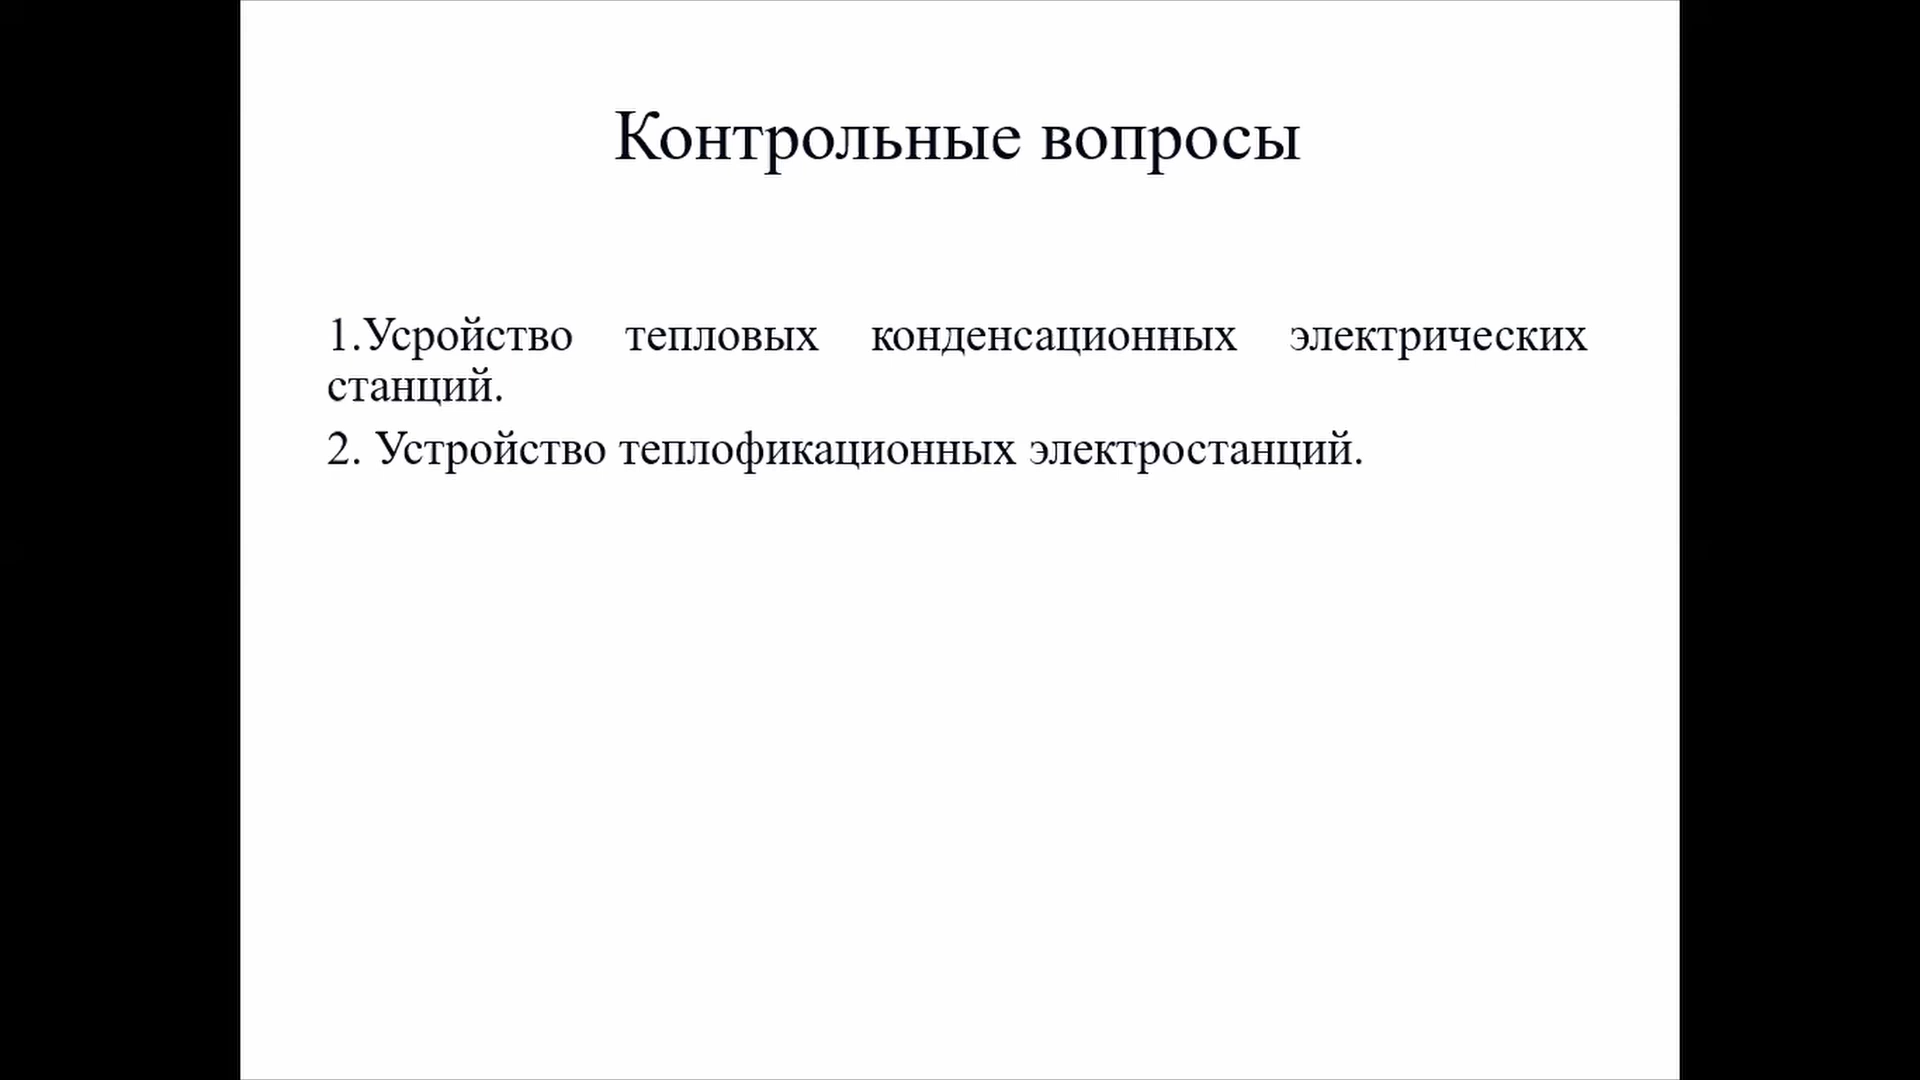 Контрольные вопросы
1.Усройство тепловых конденсационных электрических
станций.
2. Устройство теплофикационных электростанций.